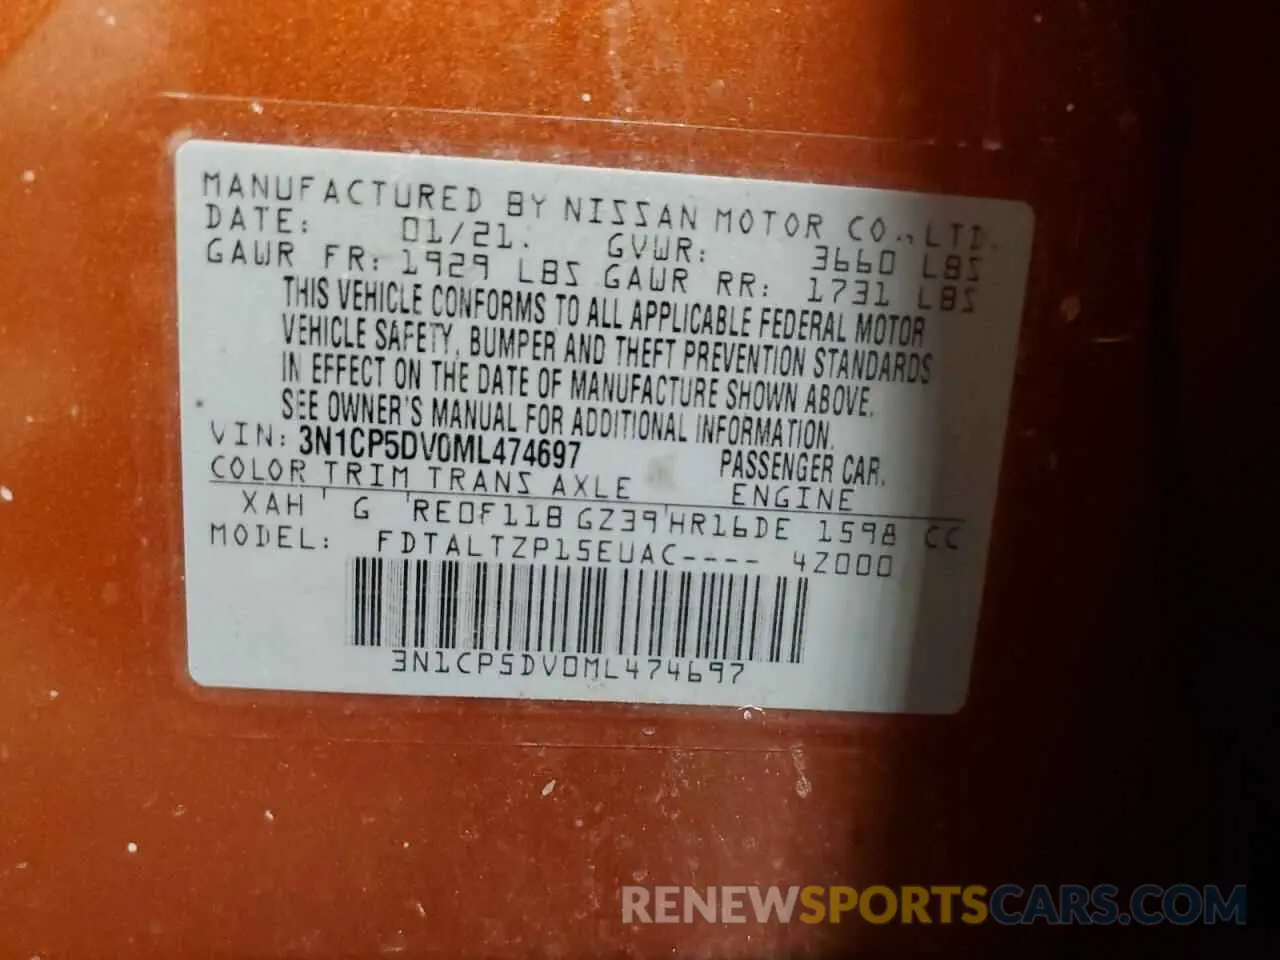 MANUFACTURED BY NISSAN MOTOR CO., LTD.
DATE: 01/21. GVWR: 3660 LBS
GAWR FR: 1929 LBS GAWR RR: 1731 LBS
THIS VEHICLE CONFORMS TO ALL APPLICABLE FEDERAL MOTOR
VEHICLE SAFETY, BUMPER AND THEFT PREVENTION STANDARDS
IN EFFECT ON THE DATE OF MANUFACTURE SHOWN ABOVE.
SEE OWNER'S MANUAL FOR ADDITIONAL INFORMATION.
VIN: 3N1CP5DV0ML474697 PASSENGER CAR.
COLOR TRIM TRANS AXLE ENGINE
XAH ' G 'RE0F11B GZ39'HR16DE 1598 CC
MODEL: FDTALTZP15EUAC---- 4Z000
3N1CP5DV0ML474697
RENEWSPORTSCARS.COM